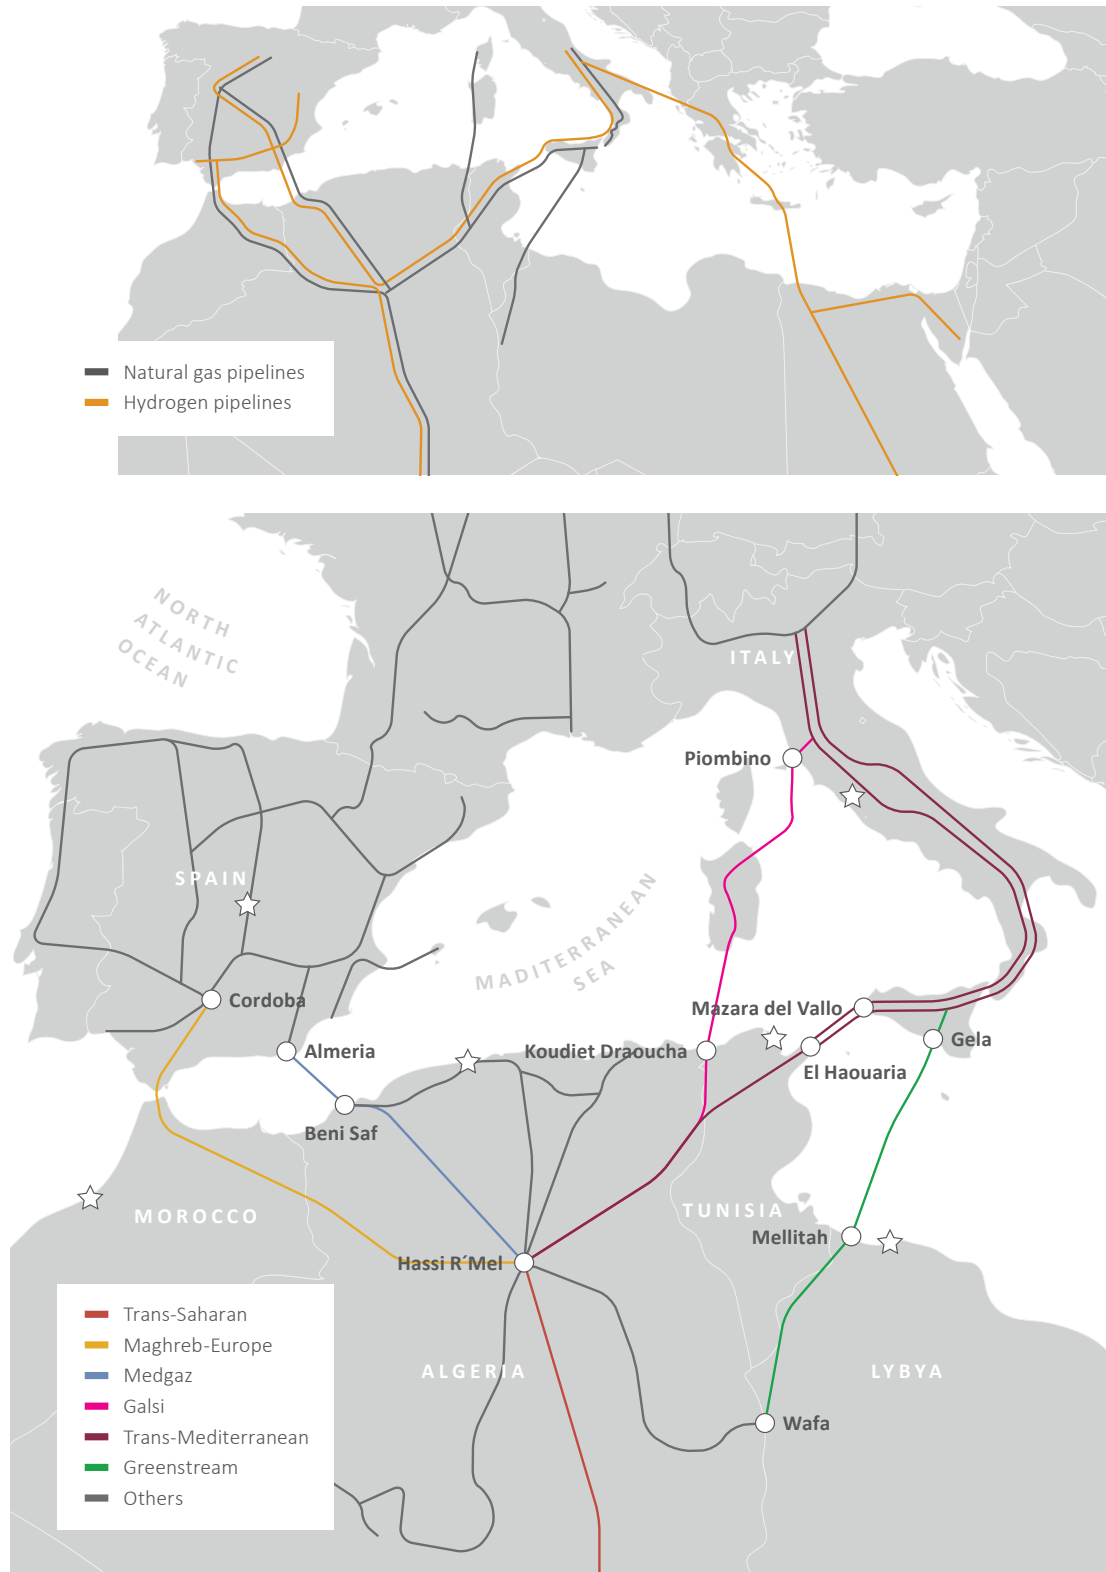 Natural gas pipelines
Hydrogen pipelines
NORTH
ATLANTIC
OCEAN
ITALY
Piombino
SPAIN
MADITERRANEAN
SEA
Cordoba
Mazara del Vallo
Almeria
Koudiet Draoucha
Gela
El Haouaria
Beni Saf
MOROCCO
TUNISIA
Mellitah
Hassi R´Mel
Trans-Saharan
Maghreb-Europe
Medgaz
Galsi
Trans-Mediterranean
Greenstream
Others
ALGERIA
LYBYA
Wafa